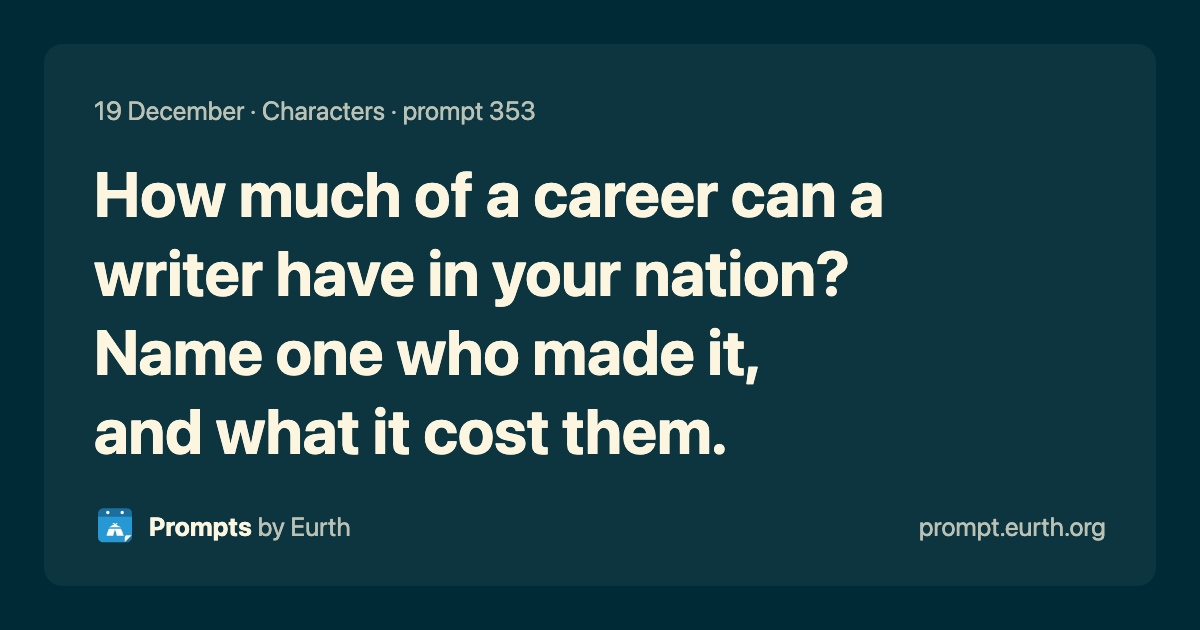 19 December · Characters · prompt 353
How much of a career can a
writer have in your nation?
Name one who made it,
and what it cost them.
Prompts by Eurth
prompt.eurth.org